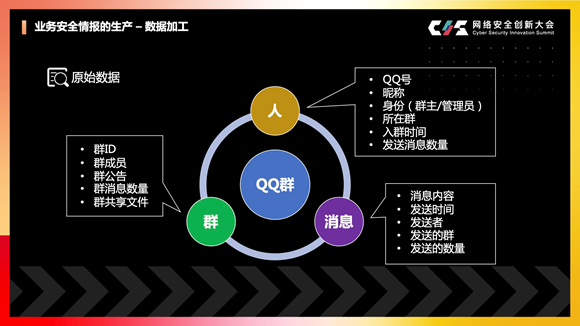 业务安全情报的生产 – 数据加工
CIS 网络安全创新大会
Cyber Security Innovation Summit
原始数据
人
• QQ号
• 昵称
• 身份（群主/管理员）
• 所在群
• 入群时间
• 发送消息数量
• 群ID
• 群成员
• 群公告
• 群消息数量
• 群共享文件
QQ群
群
消息
• 消息内容
• 发送时间
• 发送者
• 发送的群
• 发送的数量